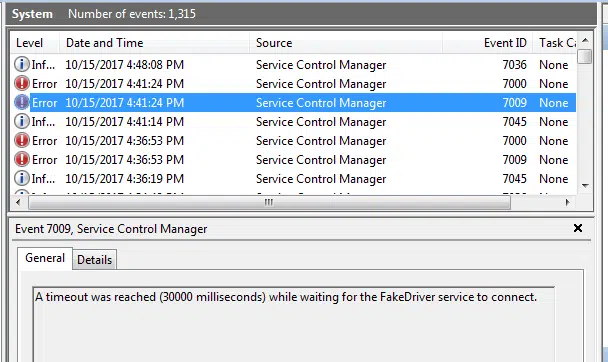 System Number of events: 1,315
Level Date and Time Source Event ID Task Ca
Inf... 10/15/2017 4:48:08 PM Service Control Manager 7036 None
Error 10/15/2017 4:41:24 PM Service Control Manager 7000 None
Error 10/15/2017 4:41:24 PM Service Control Manager 7009 None
Inf... 10/15/2017 4:41:14 PM Service Control Manager 7045 None
Error 10/15/2017 4:36:53 PM Service Control Manager 7000 None
Error 10/15/2017 4:36:53 PM Service Control Manager 7009 None
Inf... 10/15/2017 4:36:19 PM Service Control Manager 7045 None
Event 7009, Service Control Manager
General Details
A timeout was reached (30000 milliseconds) while waiting for the FakeDriver service to connect.